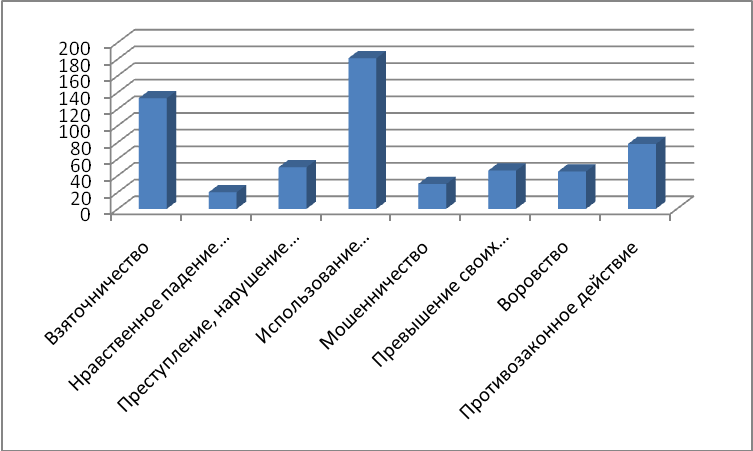 200
180
160
140
120
100
80
60
40
20
0
Взяточничество
Нравственное падение...
Преступление, нарушение...
Использование...
Мошенничество
Превышение своих...
Воровство
Противозаконное действие